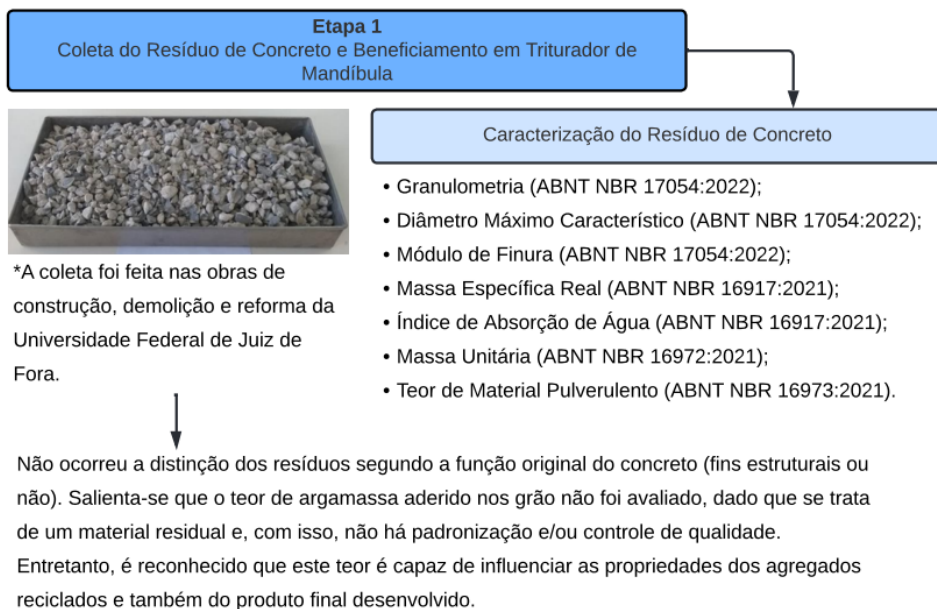 Etapa 1
Coleta do Resíduo de Concreto e Beneficiamento em Triturador de
Mandíbula
Caracterização do Resíduo de Concreto
• Granulometria (ABNT NBR 17054:2022);
• Diâmetro Máximo Característico (ABNT NBR 17054:2022);
• Módulo de Finura (ABNT NBR 17054:2022);
• Massa Específica Real (ABNT NBR 16917:2021);
• Índice de Absorção de Água (ABNT NBR 16917:2021);
• Massa Unitária (ABNT NBR 16972:2021);
• Teor de Material Pulverulento (ABNT NBR 16973:2021).
*A coleta foi feita nas obras de
construção, demolição e reforma da
Universidade Federal de Juiz de
Fora.
Não ocorreu a distinção dos resíduos segundo a função original do concreto (fins estruturais ou
não). Salienta-se que o teor de argamassa aderido nos grão não foi avaliado, dado que se trata
de um material residual e, com isso, não há padronização e/ou controle de qualidade.
Entretanto, é reconhecido que este teor é capaz de influenciar as propriedades dos agregados
reciclados e também do produto final desenvolvido.